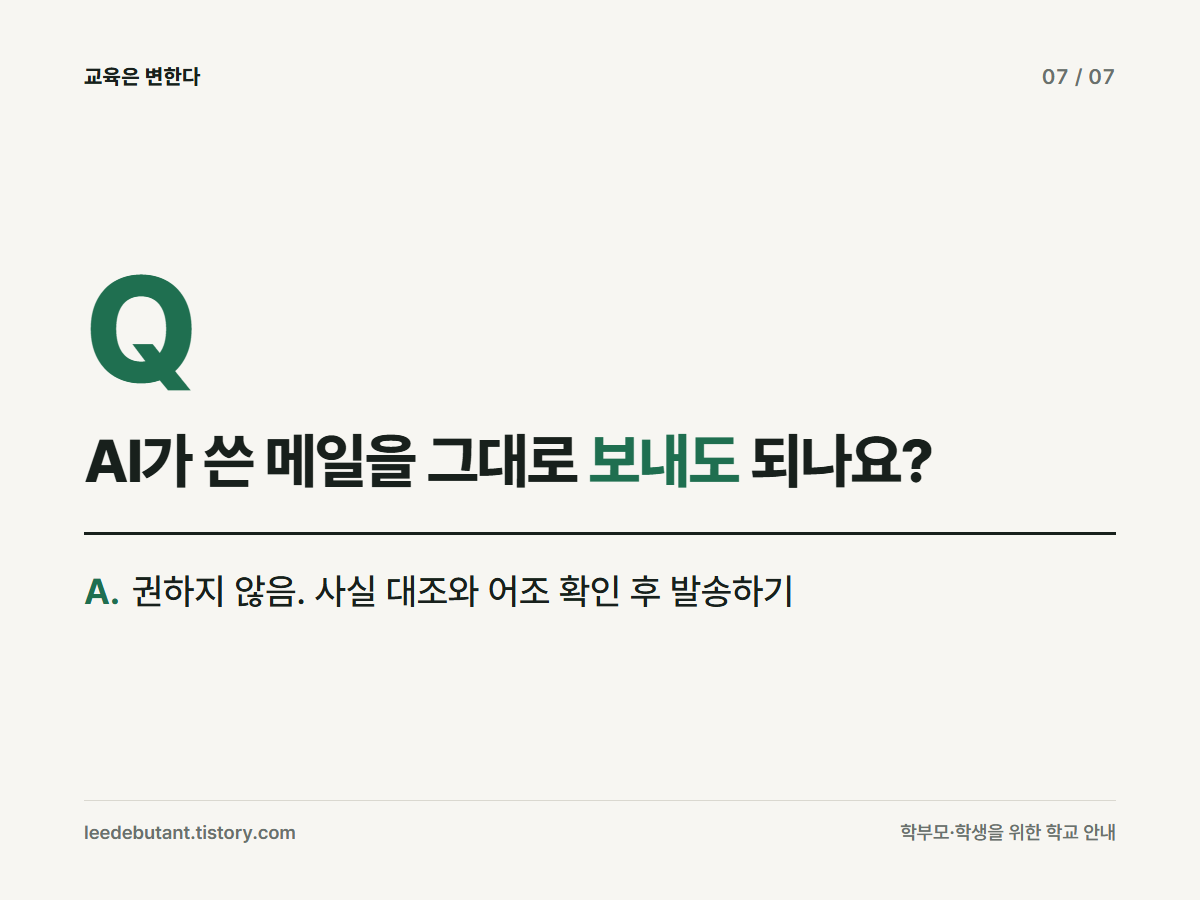 교육은 변한다
07 / 07
Q
AI가 쓴 메일을 그대로 보내도 되나요?
A. 권하지 않음. 사실 대조와 어조 확인 후 발송하기
leedebutant.tistory.com
학부모·학생을 위한 학교 안내